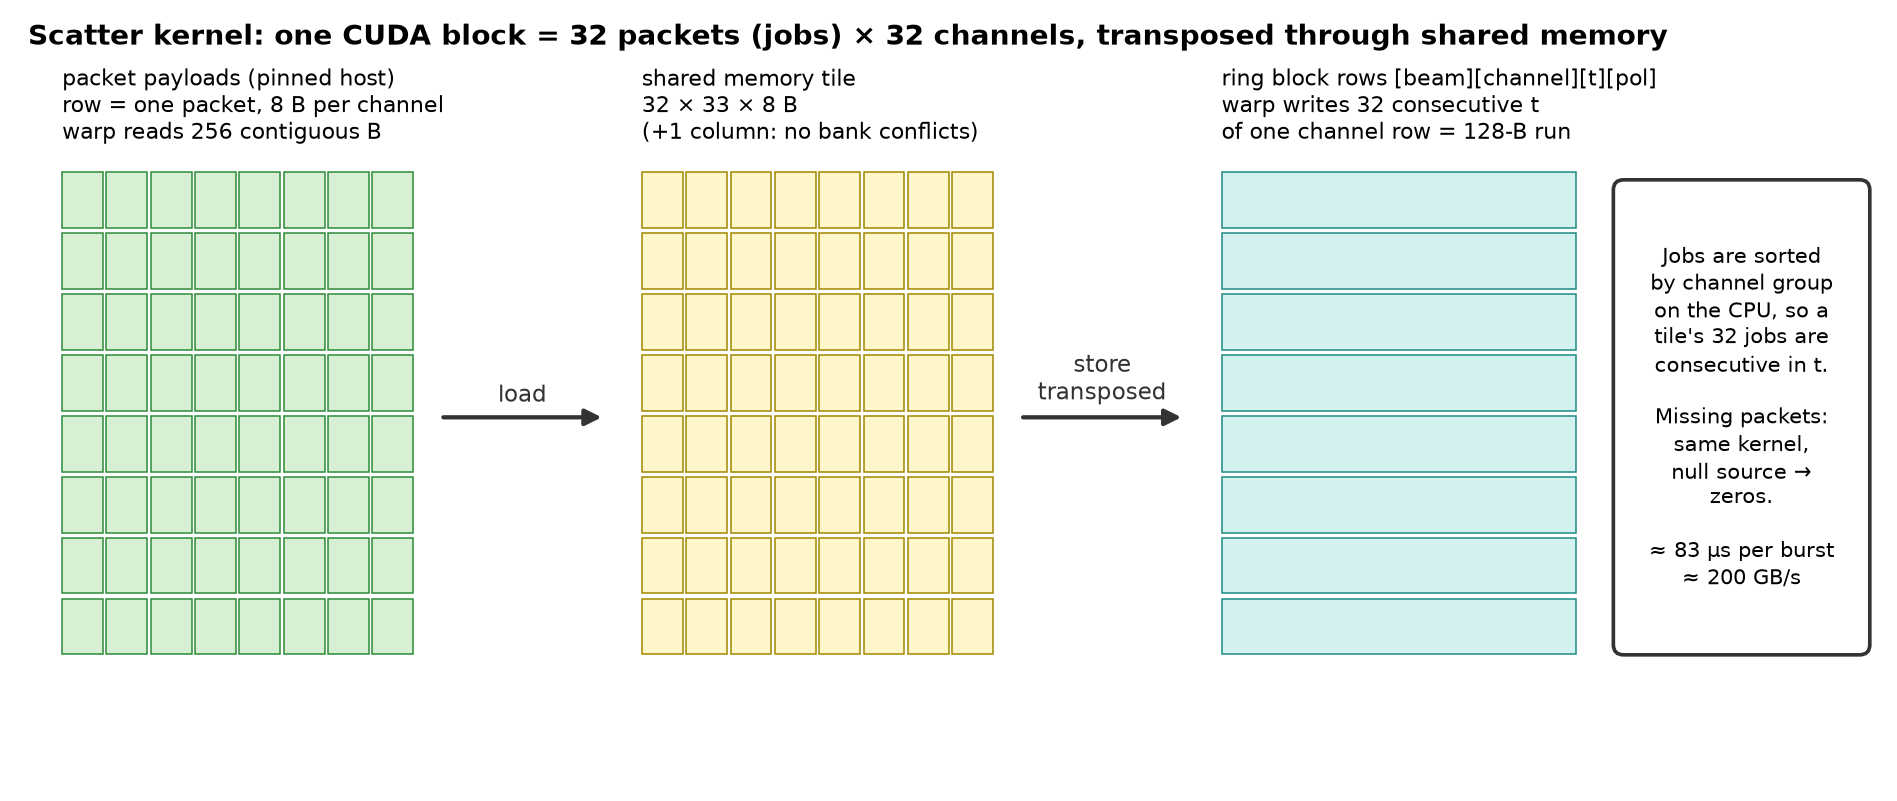 Scatter kernel: one CUDA block = 32 packets (jobs) × 32 channels, transposed through shared memory
packet payloads (pinned host)
row = one packet, 8 B per channel
warp reads 256 contiguous B
shared memory tile
32 × 33 × 8 B
(+1 column: no bank conflicts)
ring block rows [beam][channel][t][pol]
warp writes 32 consecutive t
of one channel row = 128-B run
load
store
transposed
Jobs are sorted
by channel group
on the CPU, so a
tile's 32 jobs are
consecutive in t.
Missing packets:
same kernel,
null source →
zeros.
≈ 83 µs per burst
≈ 200 GB/s